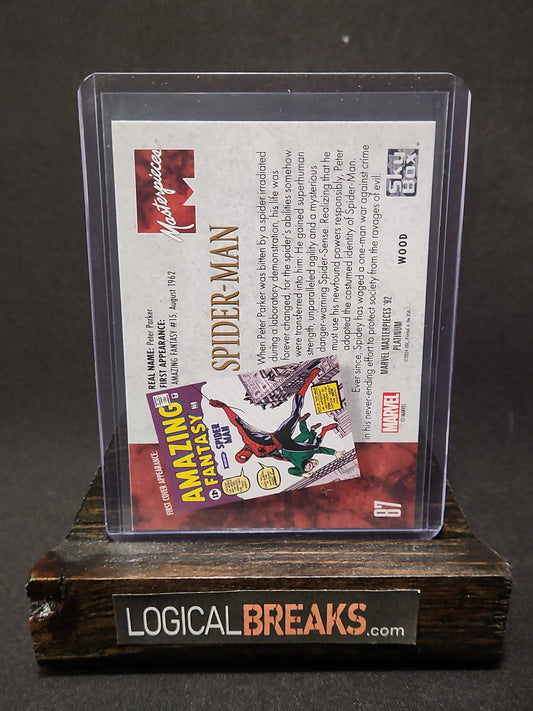 Masterpieces
REAL NAME: Peter Parker
FIRST APPEARANCE:
AMAZING FANTASY #15, August 1962
SPIDER-MAN
When Peter Parker was bitten by a spider irradiated
during a laboratory demonstration, his life was
forever changed, for the spider's abilities somehow
were transferred into him: He gained superhuman
strength, unparalleled agility and a mysterious
danger-warning Spider-Sense. Realizing that he
must use his newfound powers responsibly, Peter
adopted the costumed identity of Spider-Man.
Ever since, Spidey has waged a one-man war against crime
in his never-ending effort to protect society from the ravages of evil.
FIRST COVER APPEARANCE:
AMAZING
FANTASY
SPIDER
MAN
87
SkyBox
WOOD
MARVEL MASTERPIECES '92
PLATINUM
MARVEL
© MARVEL
LOGICALBREAKS.com